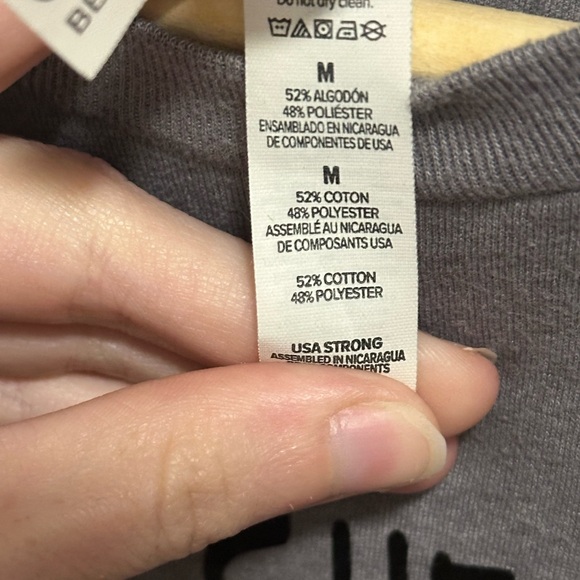 BE
Do not dry clean.
M
52% ALGODÓN
48% POLIÉSTER
ENSAMBLADO EN NICARAGUA
DE COMPONENTES DE USA
M
52% COTON
48% POLYESTER
ASSEMBLÉ AU NICARAGUA
DE COMPOSANTS USA
52% COTTON
48% POLYESTER
USA STRONG
ASSEMBLED IN NICARAGUA